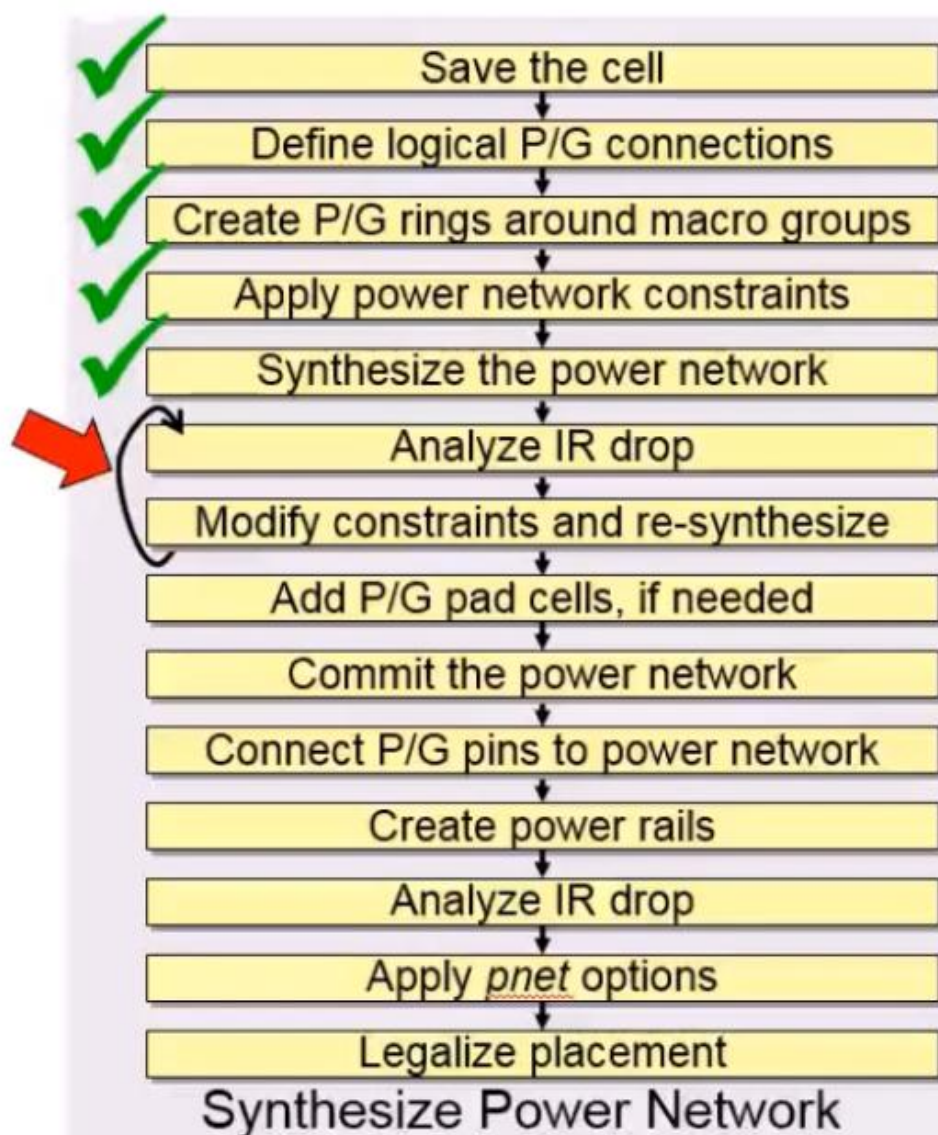 Save the cell
Define logical P/G connections
Create P/G rings around macro groups
Apply power network constraints
Synthesize the power network
Analyze IR drop
Modify constraints and re-synthesize
Add P/G pad cells, if needed
Commit the power network
Connect P/G pins to power network
Create power rails
Analyze IR drop
Apply pnet options
Legalize placement
Synthesize Power Network